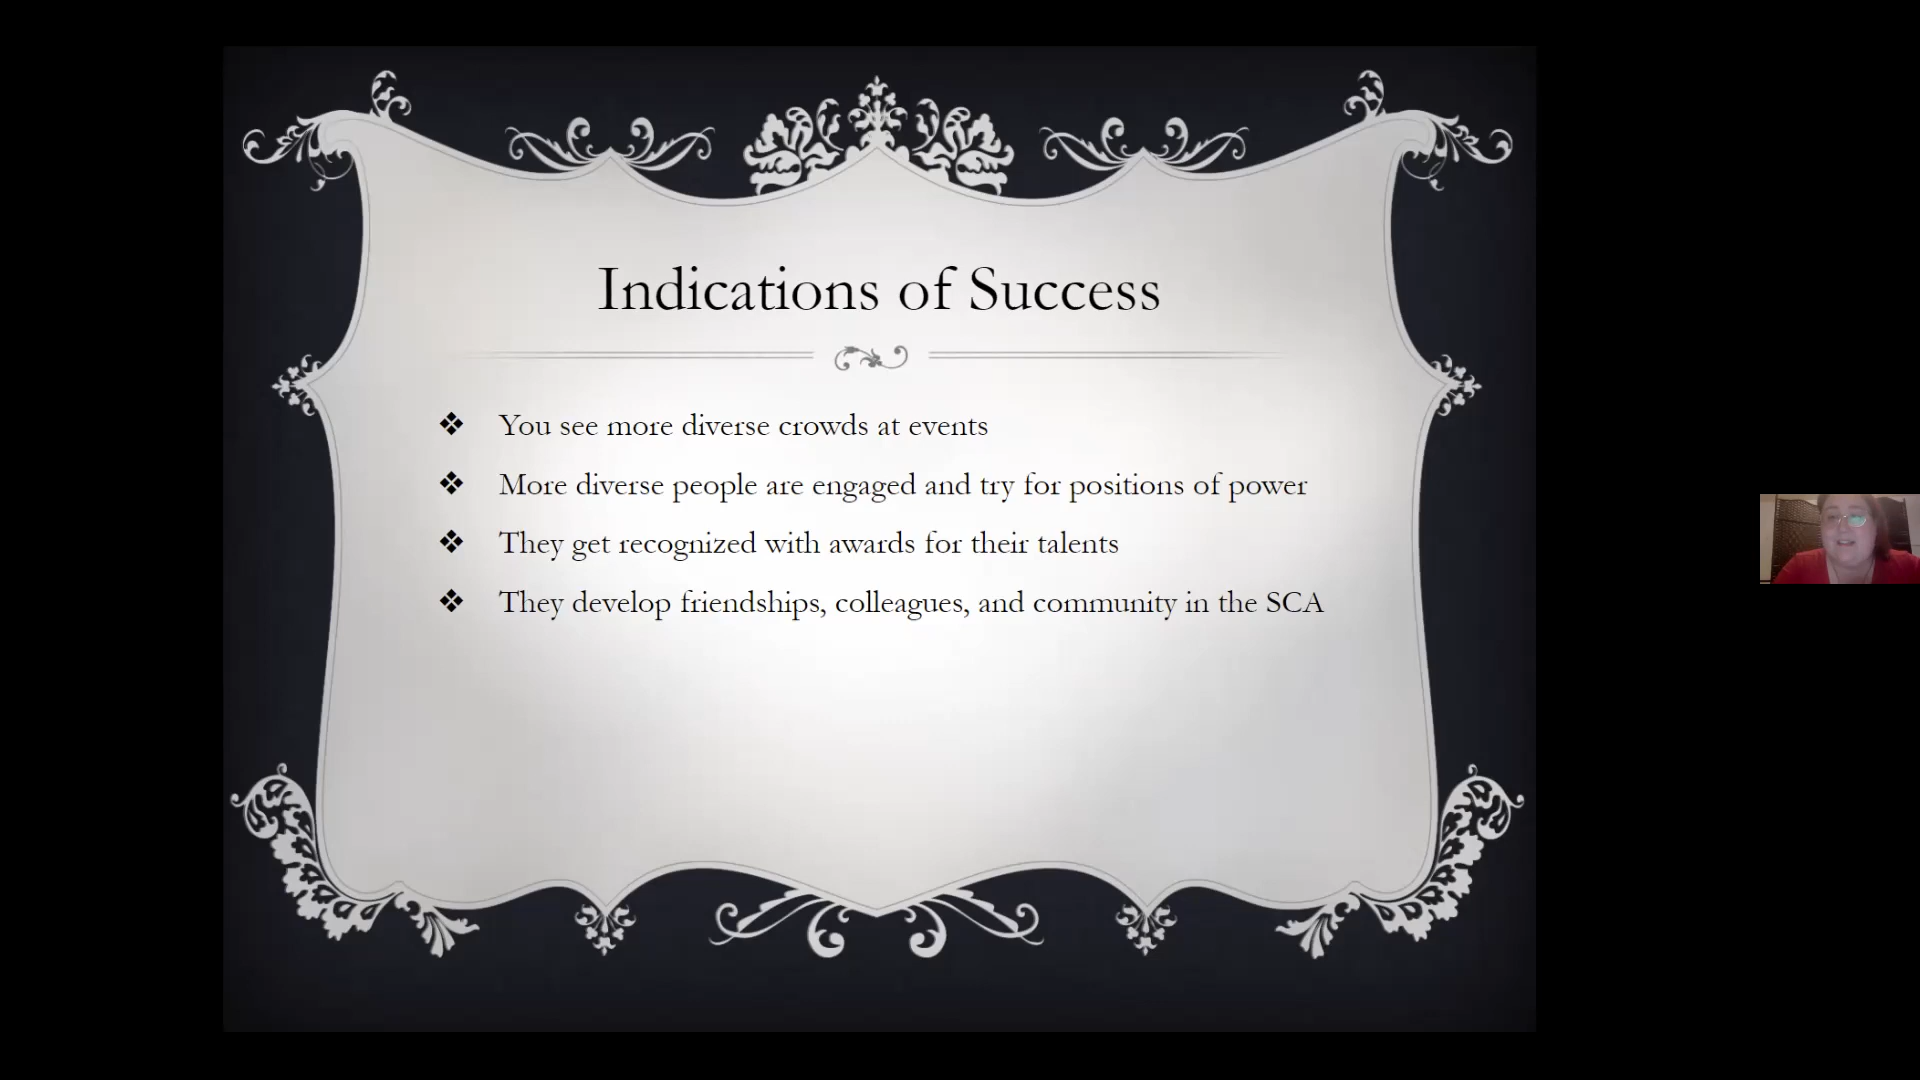 Indications of Success
❖ You see more diverse crowds at events
❖ More diverse people are engaged and try for positions of power
❖ They get recognized with awards for their talents
❖ They develop friendships, colleagues, and community in the SCA